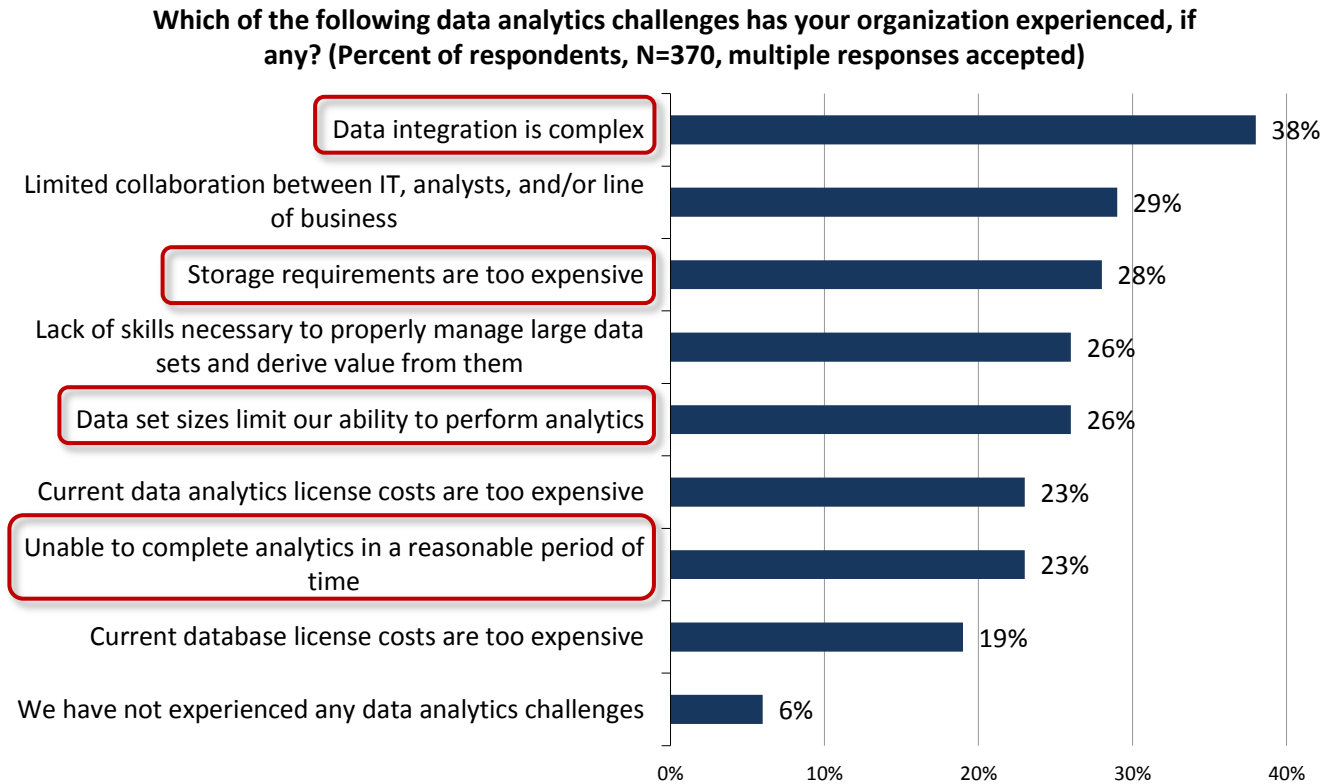 Which of the following data analytics challenges has your organization experienced, if
any? (Percent of respondents, N=370, multiple responses accepted)
Data integration is complex
38%
Limited collaboration between IT, analysts, and/or line
of business
29%
Storage requirements are too expensive
28%
Lack of skills necessary to properly manage large data
sets and derive value from them
26%
Data set sizes limit our ability to perform analytics
26%
Current data analytics license costs are too expensive
23%
Unable to complete analytics in a reasonable period of
time
23%
Current database license costs are too expensive
19%
We have not experienced any data analytics challenges
6%
0% 10% 20% 30% 40%